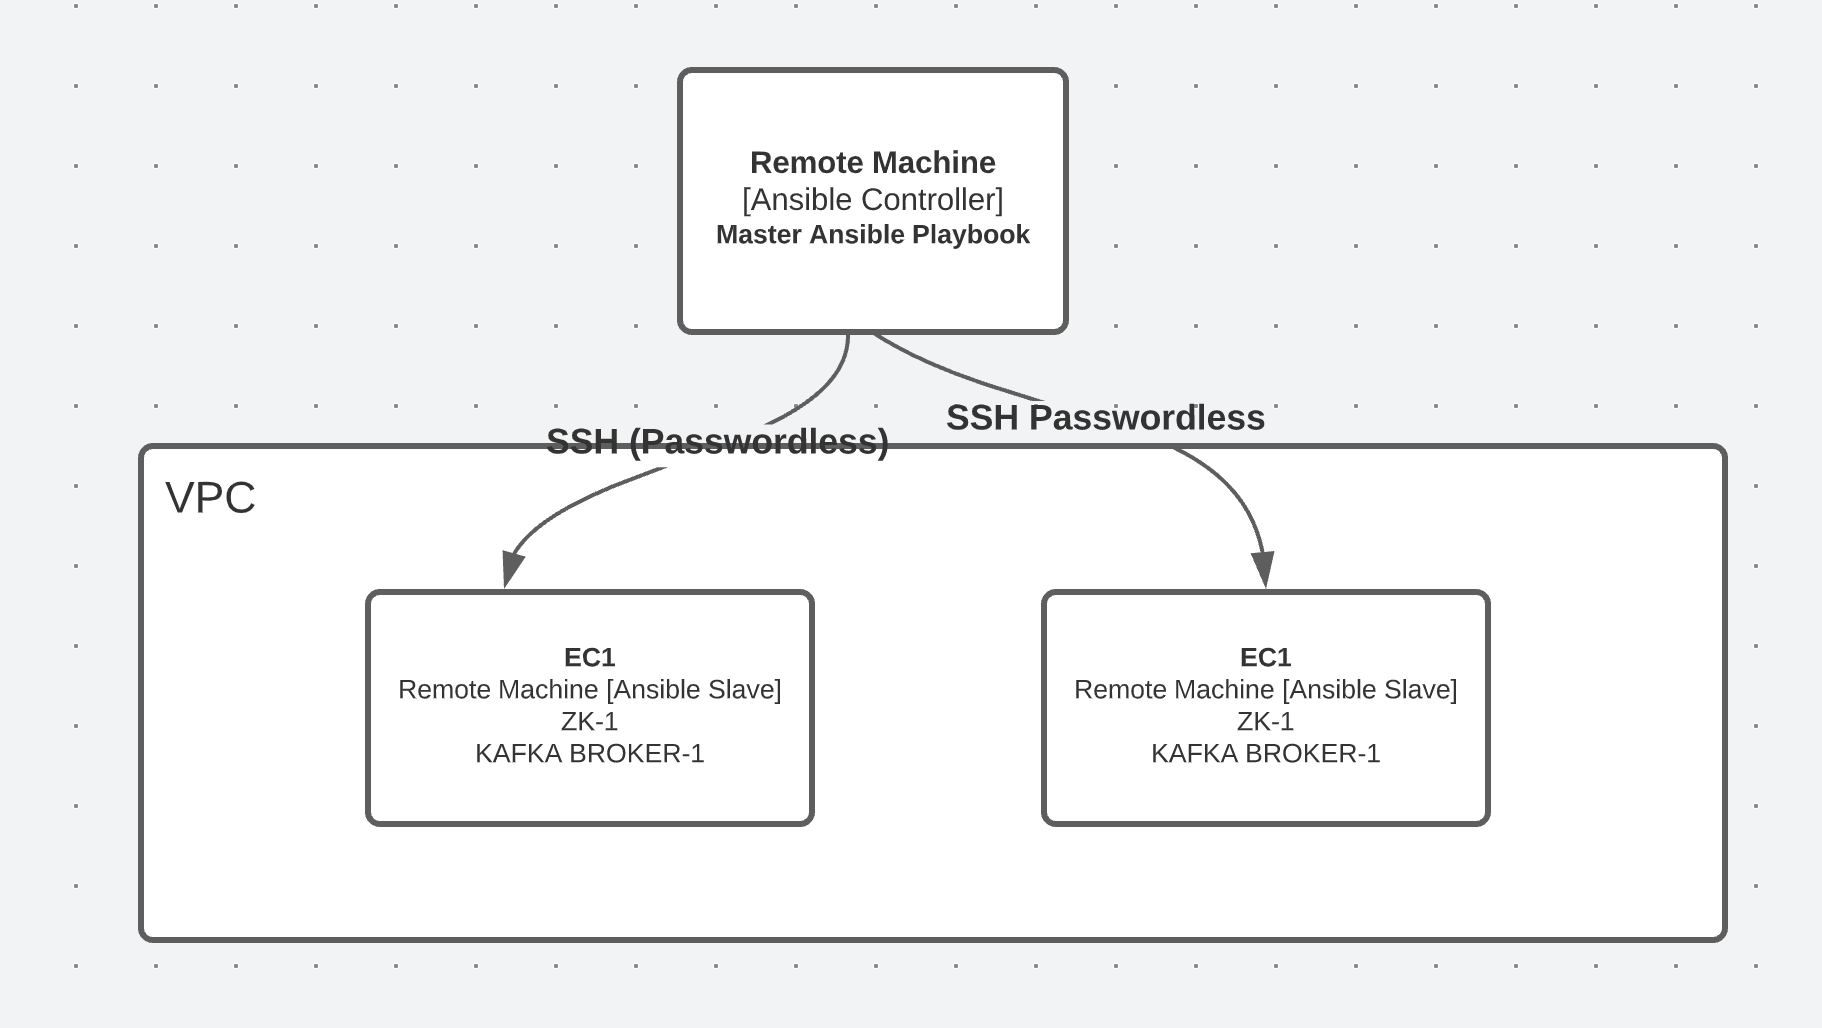 Remote Machine
[Ansible Controller]
Master Ansible Playbook
SSH (Passwordless)
SSH Passwordless
VPC
EC1
Remote Machine [Ansible Slave]
ZK-1
KAFKA BROKER-1
EC1
Remote Machine [Ansible Slave]
ZK-1
KAFKA BROKER-1